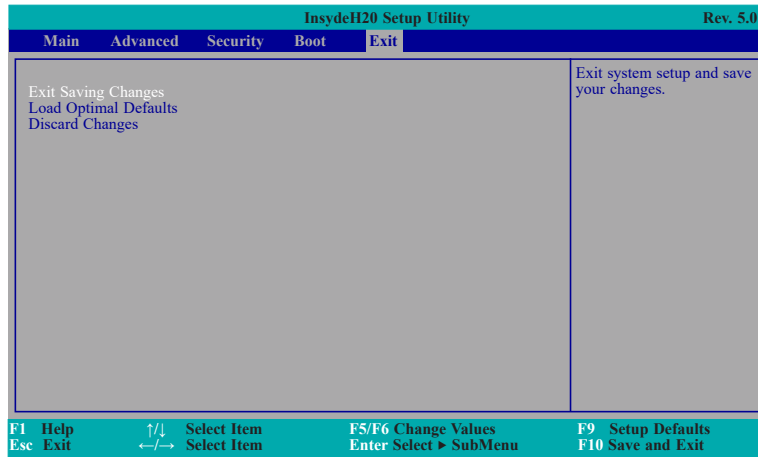 InsydeH20 Setup Utility Rev. 5.0
Main Advanced Security Boot Exit
Exit Saving Changes
Load Optimal Defaults
Discard Changes
Exit system setup and save
your changes.
F1 Help ↑/↓ Select Item F5/F6 Change Values F9 Setup Defaults
Esc Exit ←/→ Select Item Enter Select ► SubMenu F10 Save and Exit